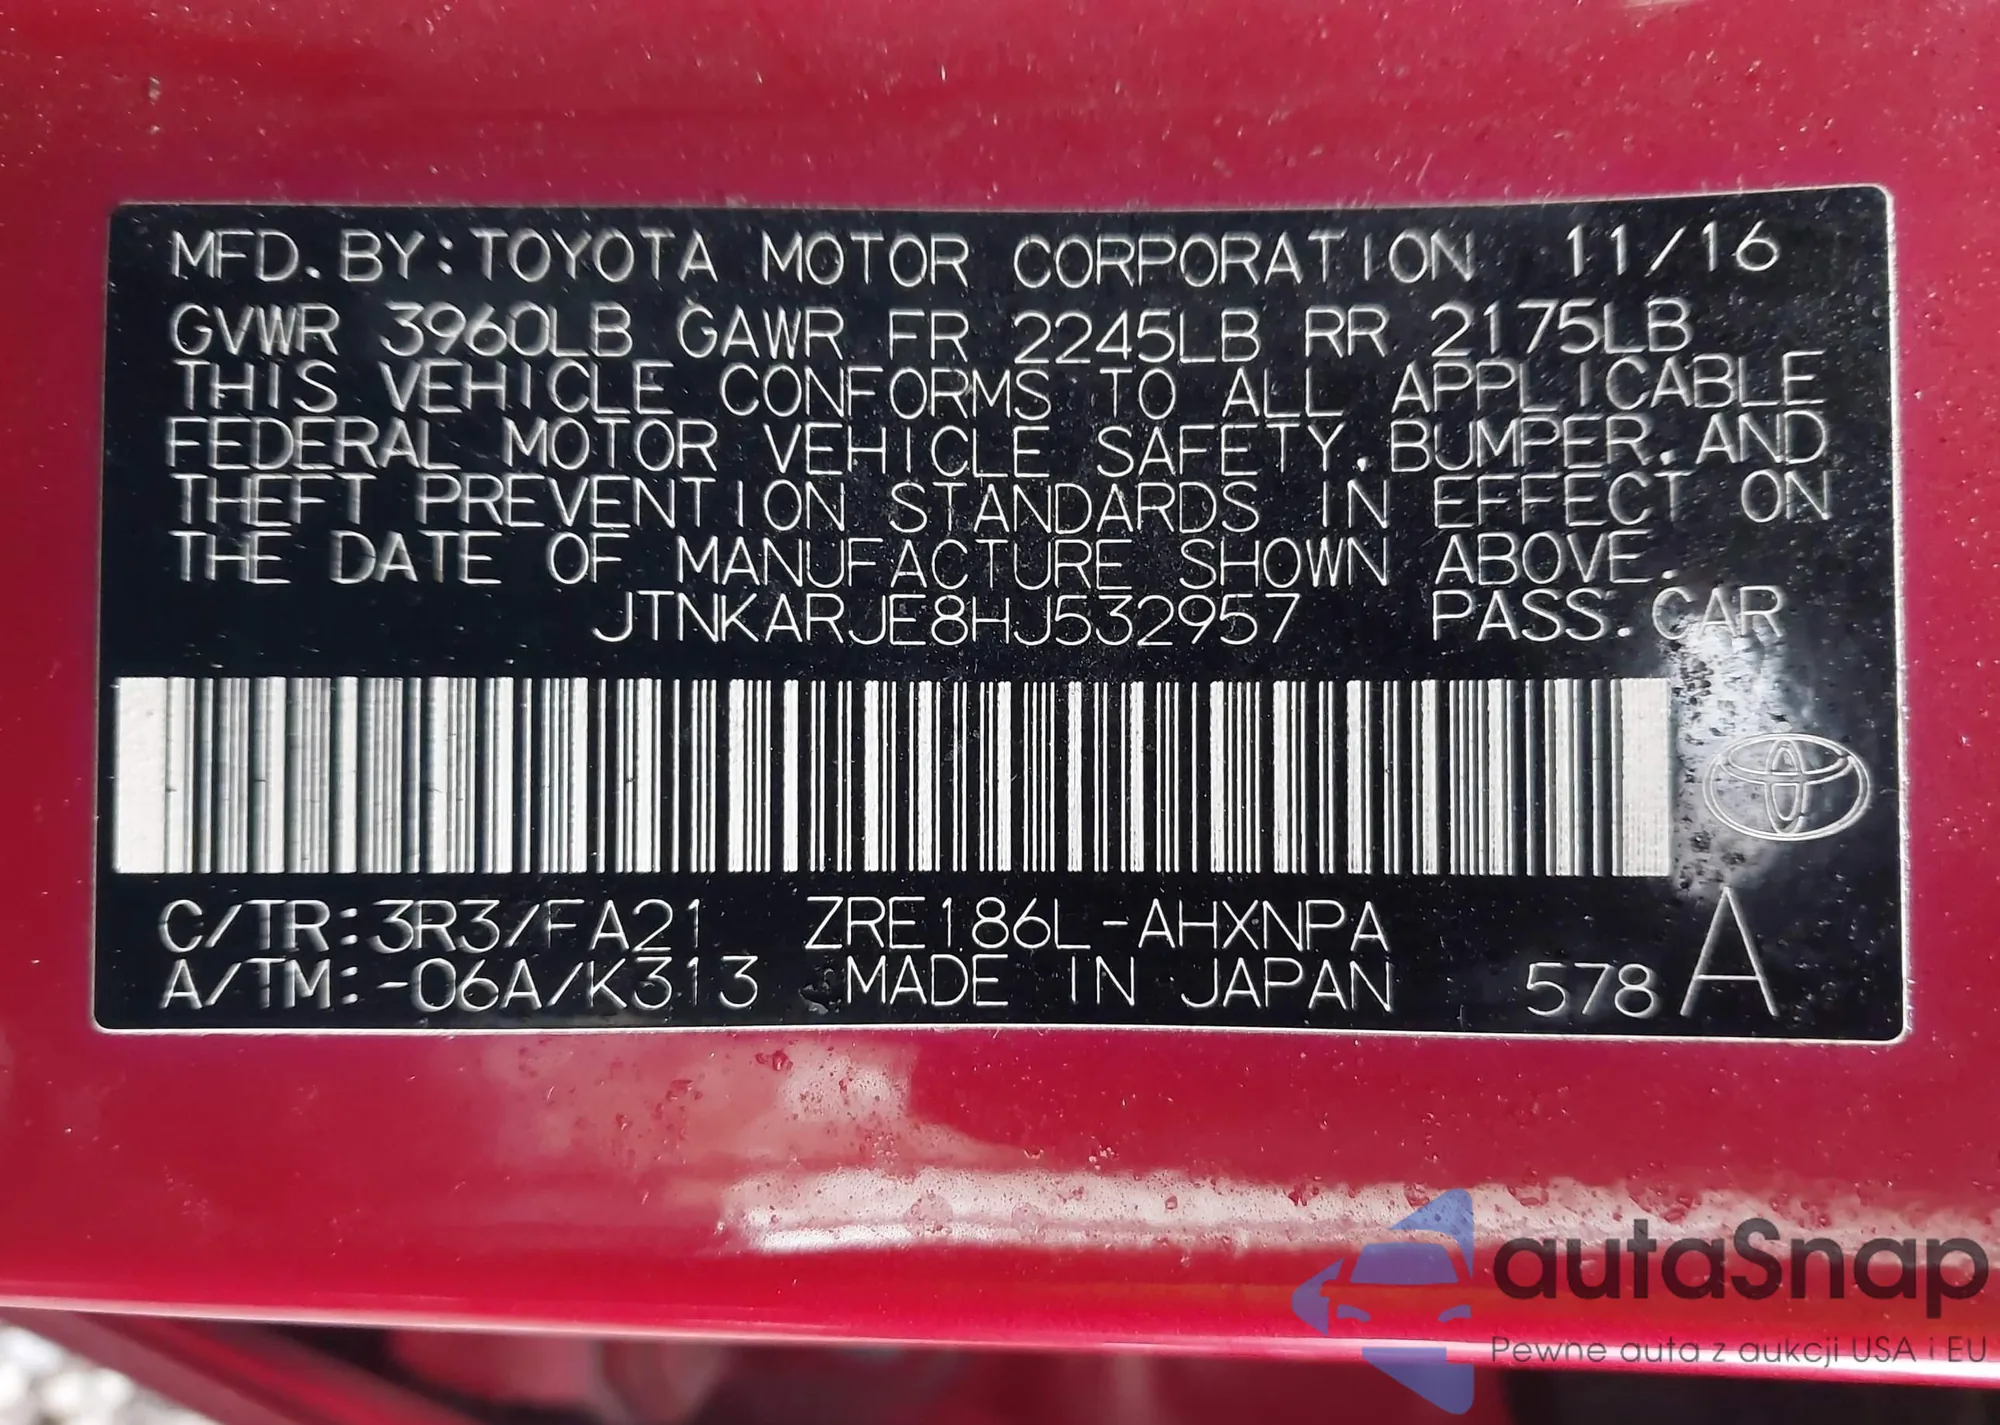 MFD. BY: TOYOTA MOTOR CORPORATION 11/16
GVWR 3960LB GAWR FR 2245LB RR 2175LB
THIS VEHICLE CONFORMS TO ALL APPLICABLE
FEDERAL MOTOR VEHICLE SAFETY. BUMPER. AND
THEFT PREVENTION STANDARDS IN EFFECT ON
THE DATE OF MANUFACTURE SHOWN ABOVE.
JTNKARJE8HJ532957 PASS. CAR
C/TR: 3R3/FA21 ZRE186L-AHXNPA
A/TM: -06A/K313 MADE IN JAPAN 578 A
autaSnap
Pewne auta z aukcji USA i EU